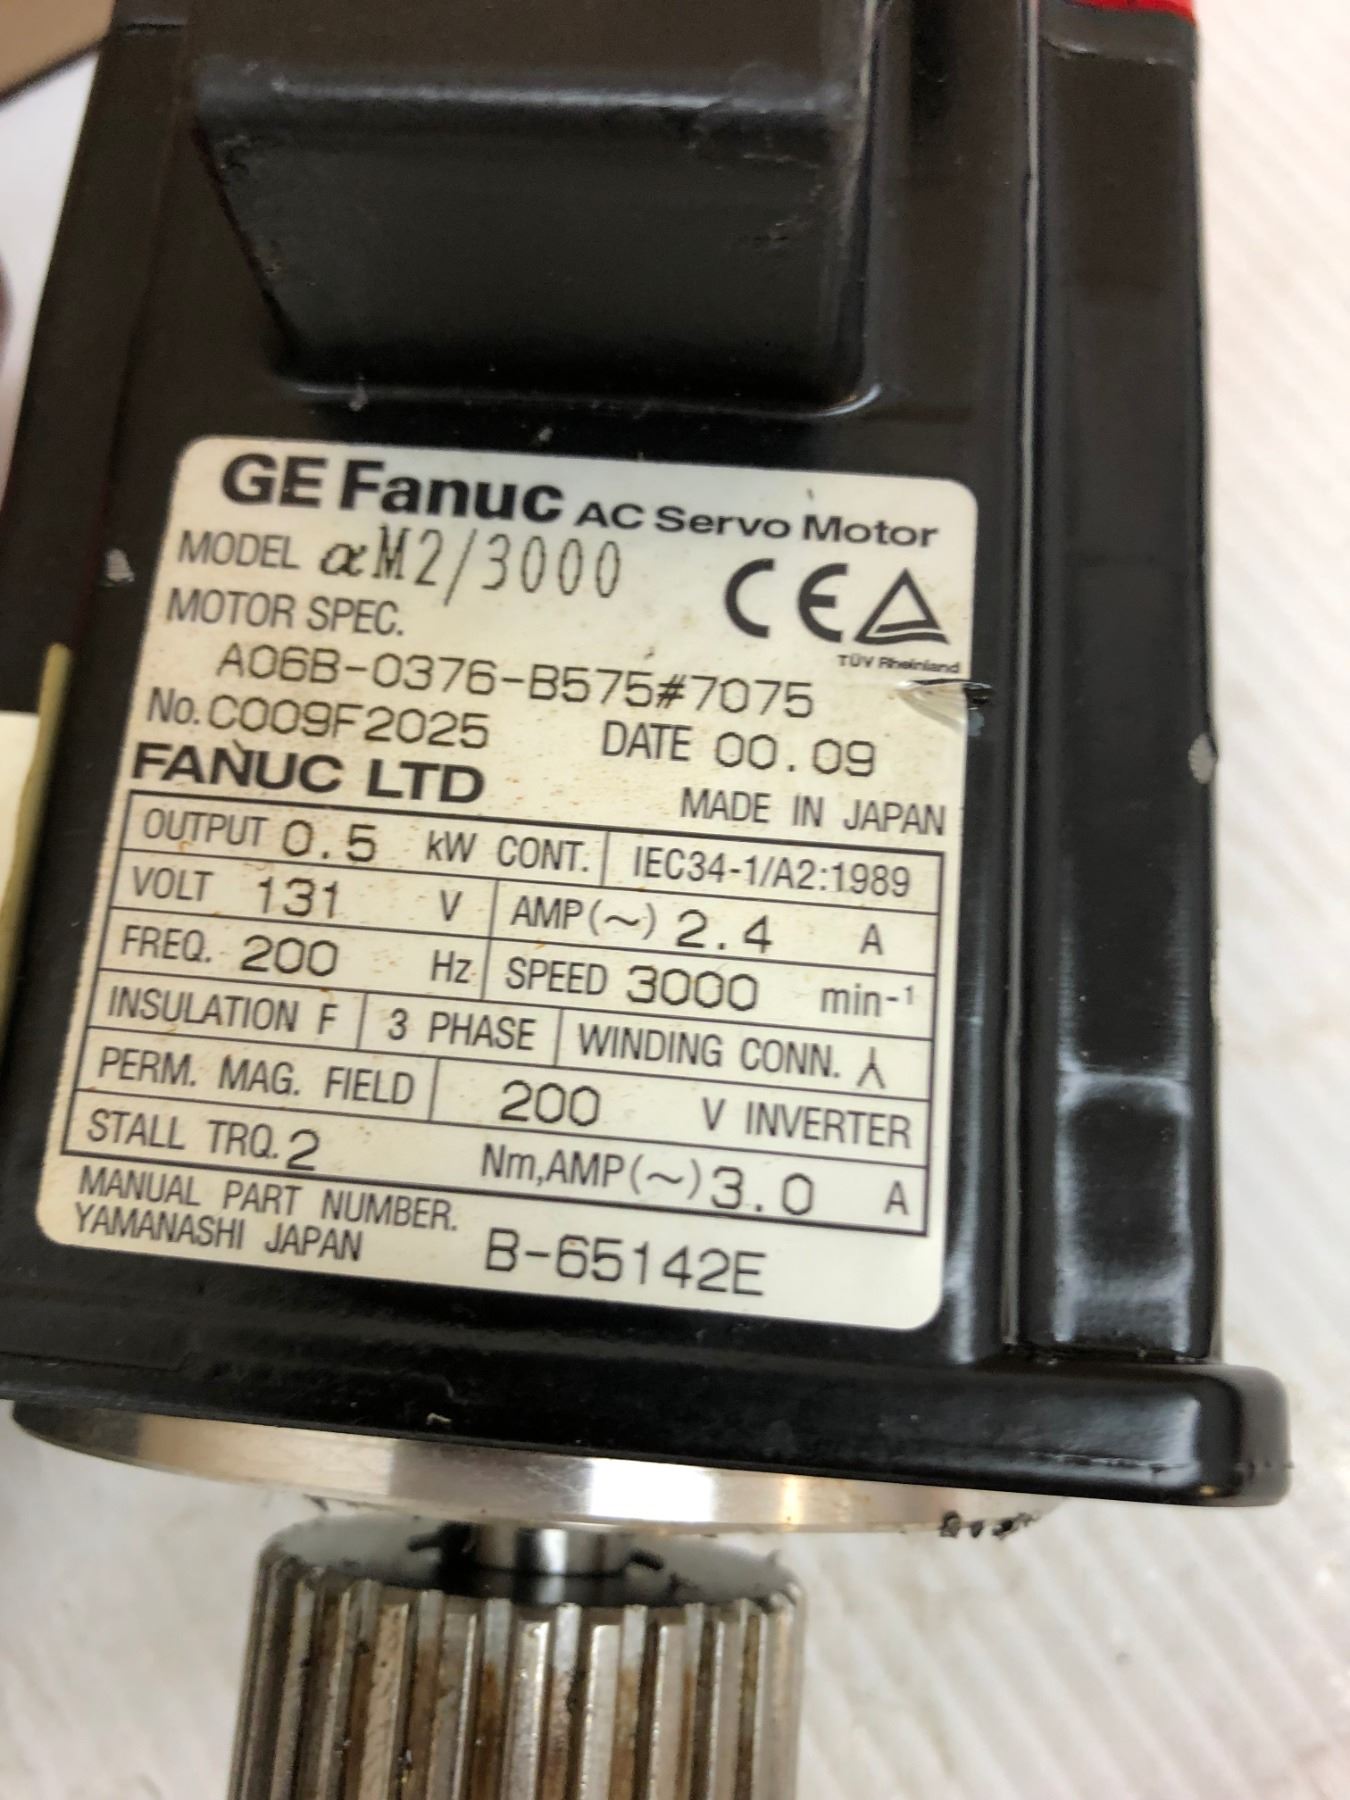 GE Fanuc AC Servo Motor
MODEL αM2/3000
CE
MOTOR SPEC.
TÜV Rheinland
A06B-0376-B575#7075
No. C009F2025 DATE 00.09
FANUC LTD
MADE IN JAPAN
OUTPUT 0.5 kW CONT. IEC34-1/A2:1989
VOLT 131 V AMP(~) 2.4 A
FREQ. 200 Hz SPEED 3000 min-¹
INSULATION F 3 PHASE WINDING CONN. ⅄
PERM. MAG. FIELD 200 V INVERTER
STALL TRQ. 2 Nm, AMP(~) 3.0 A
MANUAL PART NUMBER. B-65142E
YAMANASHI JAPAN